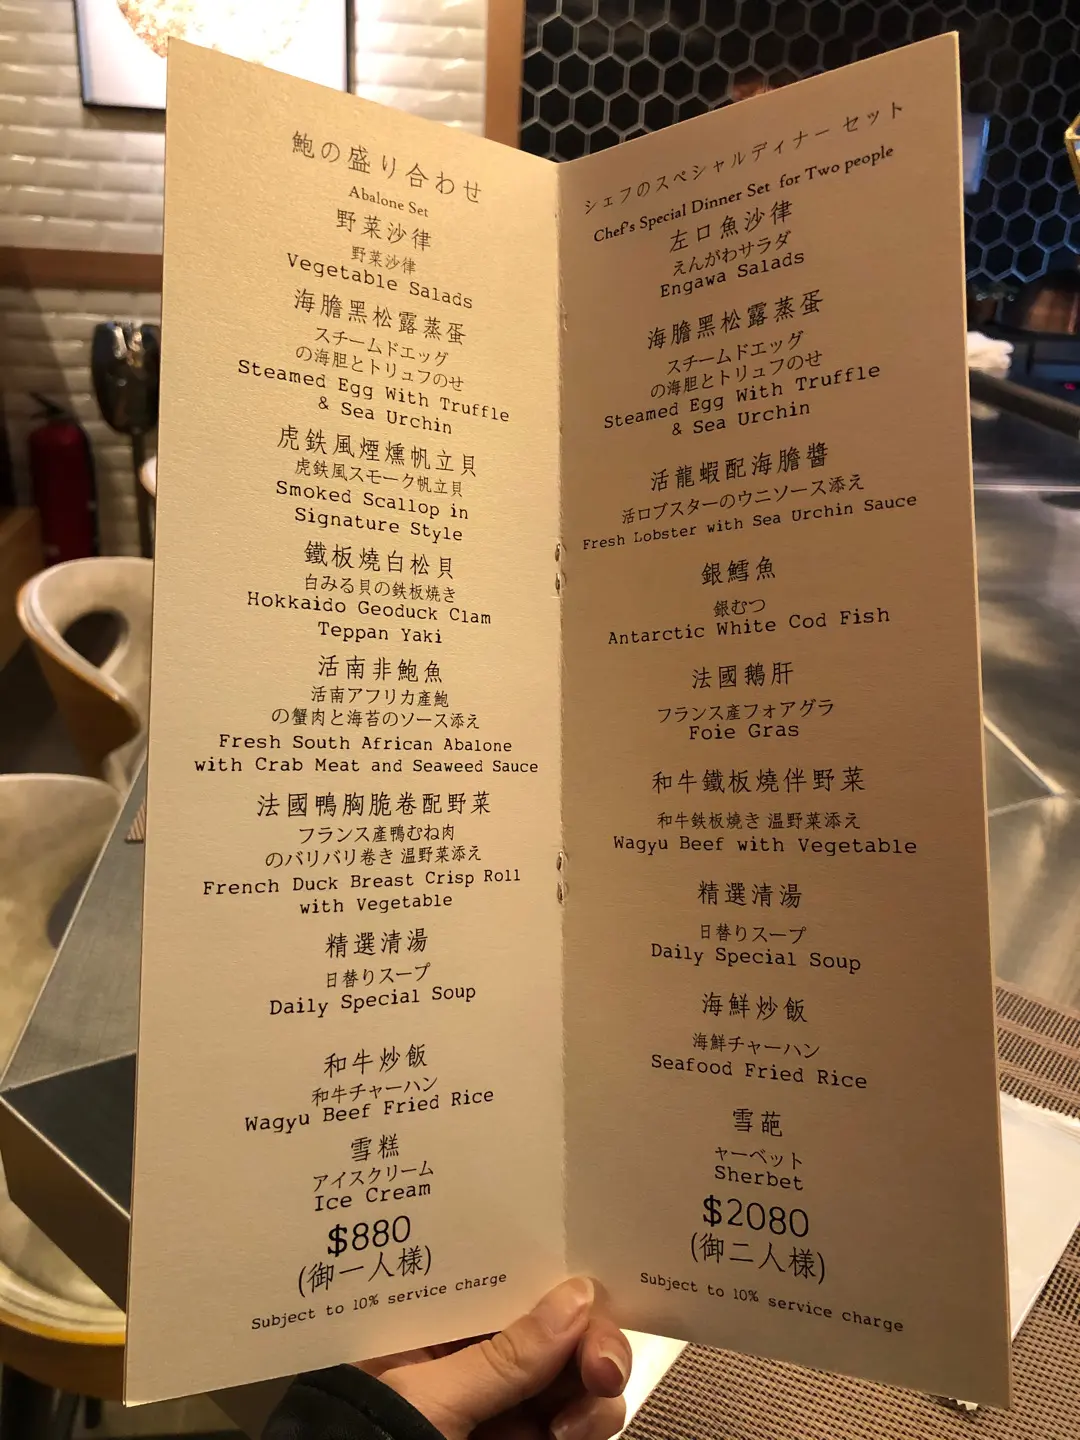 鮑の盛り合わせ
Abalone Set
野菜沙律
野菜沙律
Vegetable Salads
海膽黑松露蒸蛋
スチームドエッグ
の海胆とトリュフのせ
Steamed Egg With Truffle
& Sea Urchin
虎鉄風煙燻帆立貝
虎鉄風スモーク帆立貝
Smoked Scallop in
Signature Style
鐵板燒白松貝
白みる貝の鉄板焼き
Hokkaido Geoduck Clam
Teppan Yaki
活南非鮑魚
活南アフリカ產鮑
の蟹肉と海苔のソース添え
Fresh South African Abalone
with Crab Meat and Seaweed Sauce
法國鴨胸脆卷配野菜
フランス產鴨むね肉
のバリバリ卷き 温野菜添え
French Duck Breast Crisp Roll
with Vegetable
精選清湯
日替りスープ
Daily Special Soup
和牛炒飯
和牛チャーハン
Wagyu Beef Fried Rice
雪糕
アイスクリーム
Ice Cream
$880
(御一人様)
Subject to 10% service charge
シェフのスペシャルディナー セット
Chef's Special Dinner Set for Two people
左口魚沙律
えんがわサラダ
Engawa Salads
海膽黑松露蒸蛋
スチームドエッグ
の海胆とトリュフのせ
Steamed Egg With Truffle
& Sea Urchin
活龍蝦配海膽醬
活ロブスターのウニソース添え
Fresh Lobster with Sea Urchin Sauce
銀鱈魚
銀むつ
Antarctic White Cod Fish
法國鵝肝
フランス產フォアグラ
Foie Gras
和牛鐵板燒伴野菜
和牛鉄板焼き 温野菜添え
Wagyu Beef with Vegetable
精選清湯
日替りスープ
Daily Special Soup
海鮮炒飯
海鮮チャーハン
Seafood Fried Rice
雪葩
ャーベット
Sherbet
$2080
(御二人様)
Subject to 10% service charge